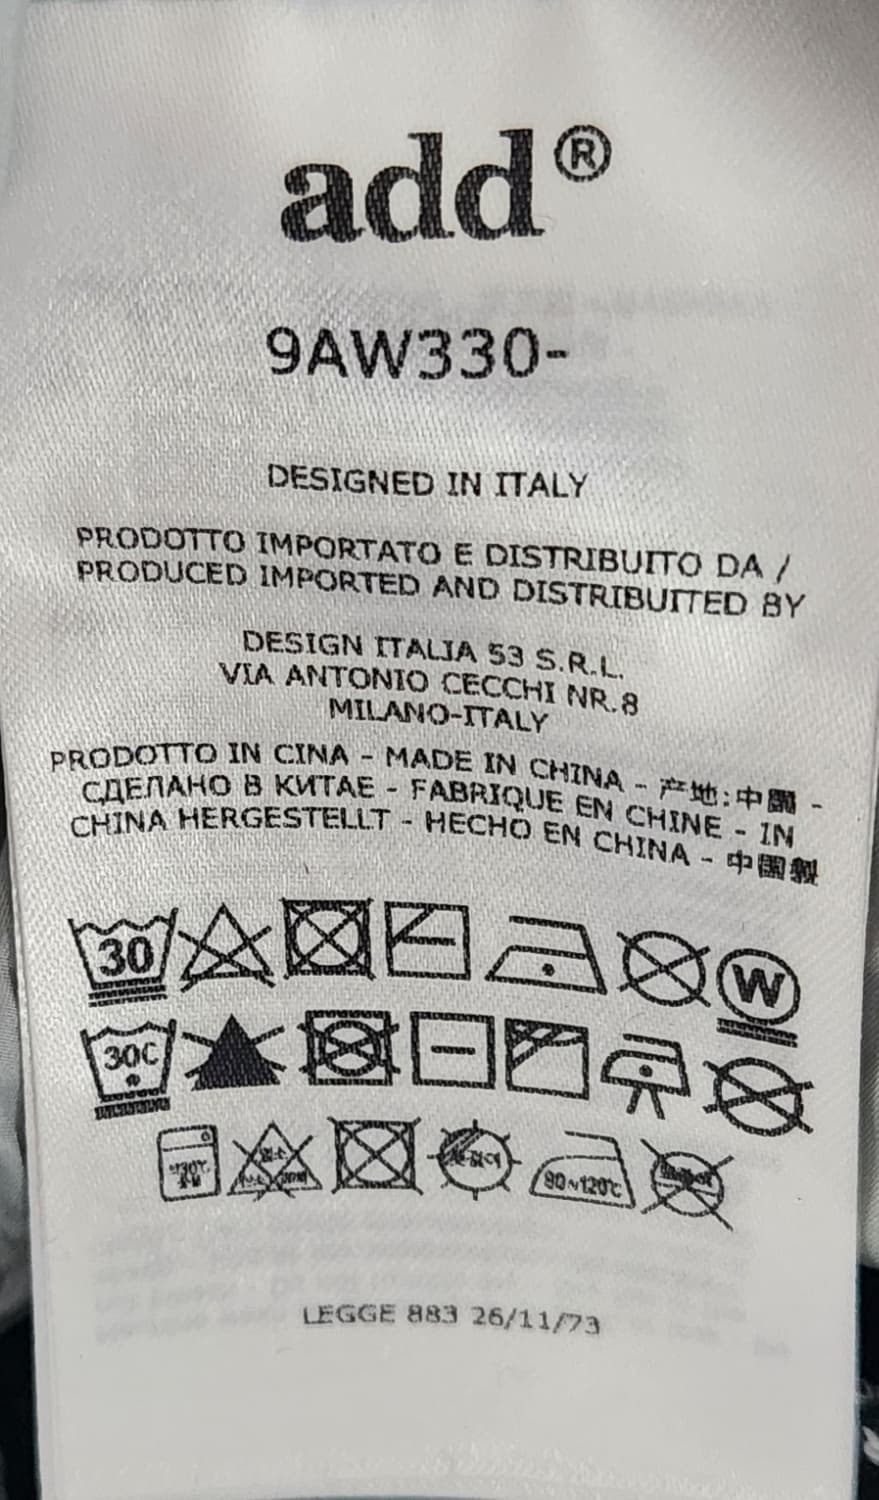 add®
9AW330-
DESIGNED IN ITALY
PRODOTTO IMPORTATO E DISTRIBUITO DA /
PRODUCED IMPORTED AND DISTRIBUITED BY
DESIGN ITALIA 53 S.R.L.
VIA ANTONIO CECCHI NR.8
MILANO-ITALY
PRODOTTO IN CINA - MADE IN CHINA - 产地:中國 -
СДЕЛАНО В КИТАЕ - FABRIQUE EN CHINE - IN
CHINA HERGESTELLT - HECHO EN CHINA - 中国製
30 W
30C
80~120℃
LEGGE 883 26/11/73